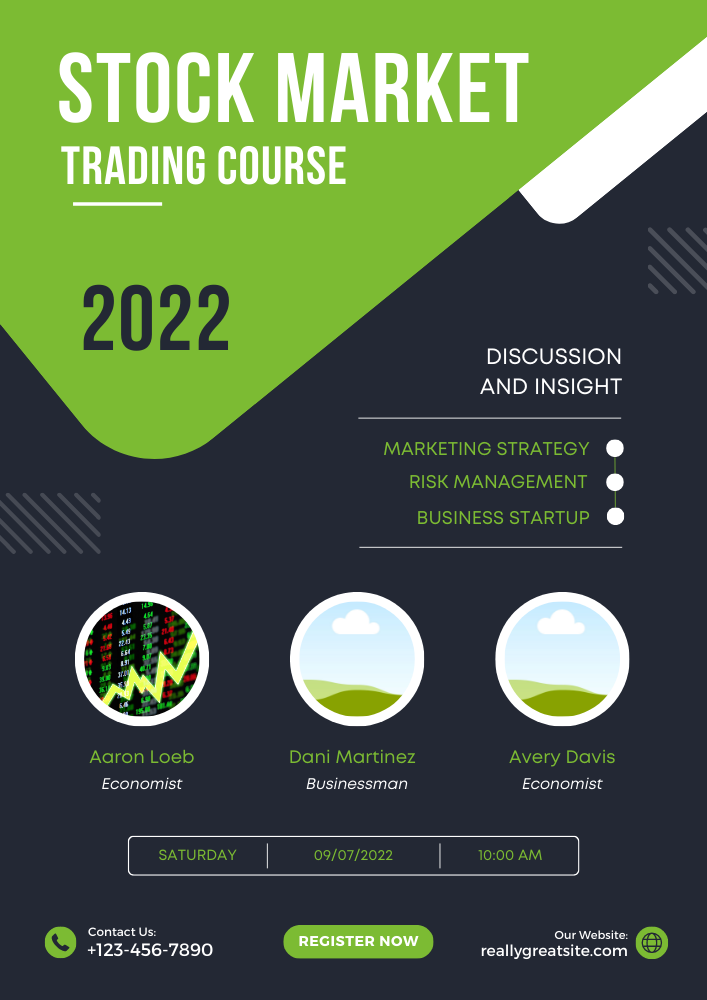 STOCK MARKET
TRADING COURSE
2022
DISCUSSION
AND INSIGHT
MARKETING STRATEGY
RISK MANAGEMENT
BUSINESS STARTUP
Aaron Loeb
Economist
Dani Martinez
Businessman
Avery Davis
Economist
SATURDAY
09/07/2022
10:00 AM
Contact Us:
+123-456-7890
REGISTER NOW
Our Website:
reallygreatsite.com